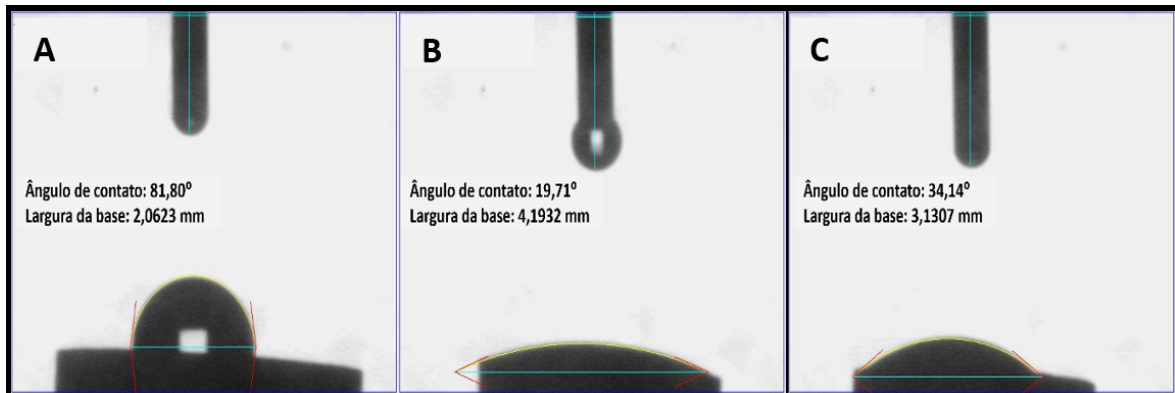 A
Ângulo de contato: 81,80º
Largura da base: 2,0623 mm
B
Ângulo de contato: 19,71º
Largura da base: 4,1932 mm
C
Ângulo de contato: 34,14º
Largura da base: 3,1307 mm